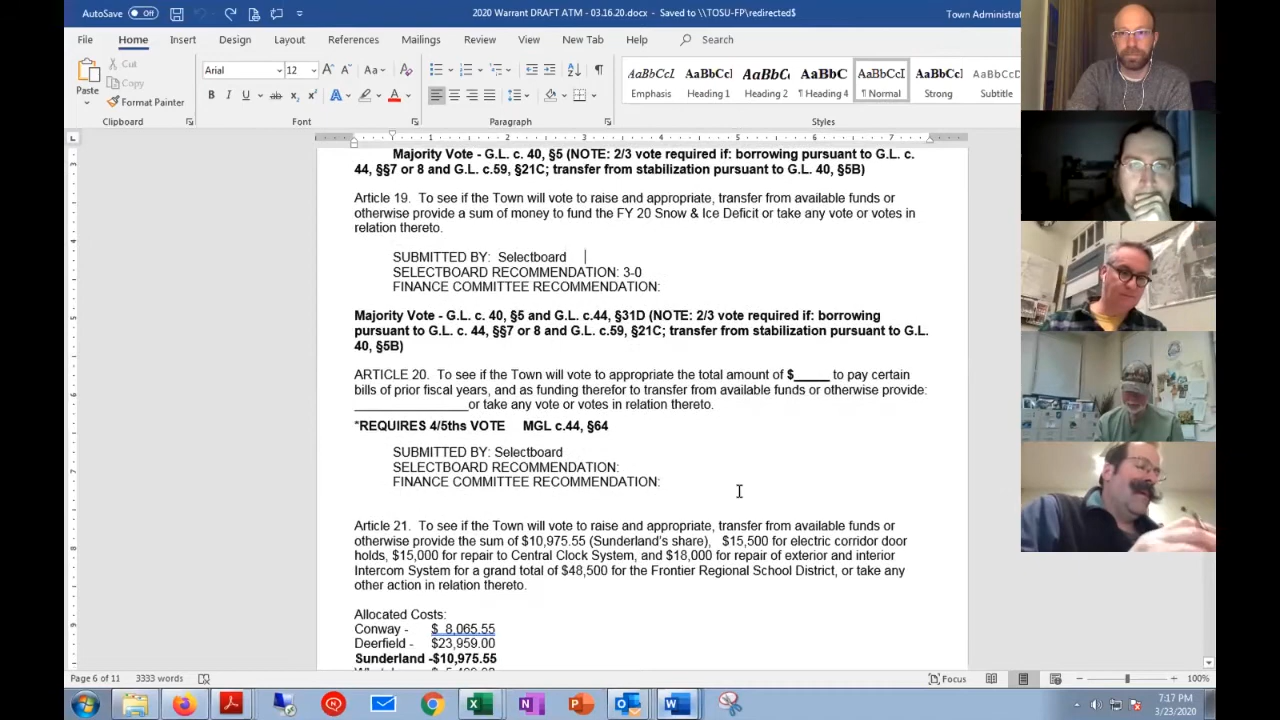 AutoSave Off
2020 Warrant DRAFT ATM - 03.16.20.docx - Saved to \\TOSU-FP\redirected$
Town Administra
File Home Insert Design Layout References Mailings Review View New Tab Help Search
Paste
Cut
Copy
Format Painter
Clipboard
Arial 12
Font
Paragraph
AaBbCcI AaBbCcI AaBbC AaBbC AaBbCcI AaBbCcI AaBbCcD
Emphasis Heading 1 Heading 2 ¶ Heading 4 ¶ Normal Strong Subtitle
Styles
Majority Vote - G.L. c. 40, §5 (NOTE: 2/3 vote required if: borrowing pursuant to G.L. c.
44, §§7 or 8 and G.L. c.59, §21C; transfer from stabilization pursuant to G.L. 40, §5B)
Article 19. To see if the Town will vote to raise and appropriate, transfer from available funds or
otherwise provide a sum of money to fund the FY 20 Snow & Ice Deficit or take any vote or votes in
relation thereto.
SUBMITTED BY: Selectboard
SELECTBOARD RECOMMENDATION: 3-0
FINANCE COMMITTEE RECOMMENDATION:
Majority Vote - G.L. c. 40, §5 and G.L. c.44, §31D (NOTE: 2/3 vote required if: borrowing
pursuant to G.L. c. 44, §§7 or 8 and G.L. c.59, §21C; transfer from stabilization pursuant to G.L.
40, §5B)
ARTICLE 20. To see if the Town will vote to appropriate the total amount of $_____ to pay certain
bills of prior fiscal years, and as funding therefor to transfer from available funds or otherwise provide:
________________or take any vote or votes in relation thereto.
*REQUIRES 4/5ths VOTE MGL c.44, §64
SUBMITTED BY: Selectboard
SELECTBOARD RECOMMENDATION:
FINANCE COMMITTEE RECOMMENDATION:
Article 21. To see if the Town will vote to raise and appropriate, transfer from available funds or
otherwise provide the sum of $10,975.55 (Sunderland's share), $15,500 for electric corridor door
holds, $15,000 for repair to Central Clock System, and $18,000 for repair of exterior and interior
Intercom System for a grand total of $48,500 for the Frontier Regional School District, or take any
other action in relation thereto.
Allocated Costs:
Conway - $ 8,065.55
Deerfield - $23,959.00
Sunderland -$10,975.55
Page 6 of 11 3333 words
Focus
100%
7:17 PM
3/23/2020